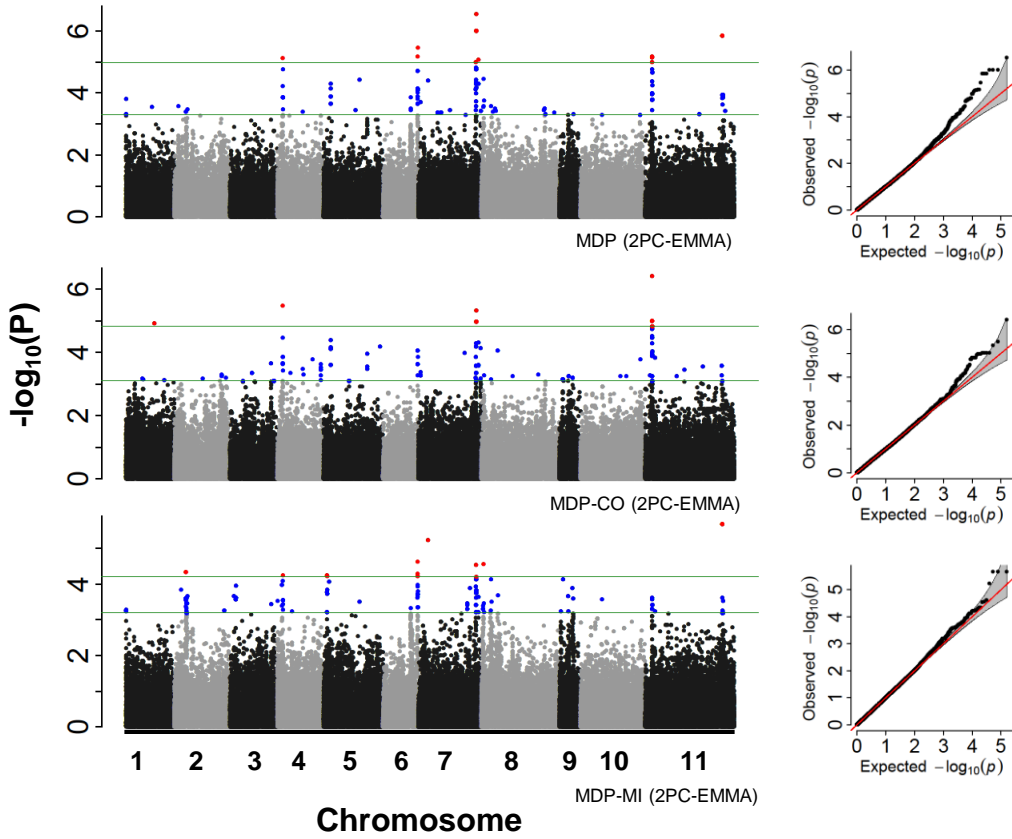 6
4
2
0
MDP (2PC-EMMA)
Observed −log10(p)
6
4
2
0
0 1 2 3 4 5
Expected −log10(p)
-log10(P)
6
4
2
0
MDP-CO (2PC-EMMA)
Observed −log10(p)
6
4
2
0
0 1 2 3 4 5
Expected −log10(p)
4
2
0
1 2 3 4 5 6 7 8 9 10 11
MDP-MI (2PC-EMMA)
Chromosome
Observed −log10(p)
5
4
3
2
1
0
0 1 2 3 4 5
Expected −log10(p)